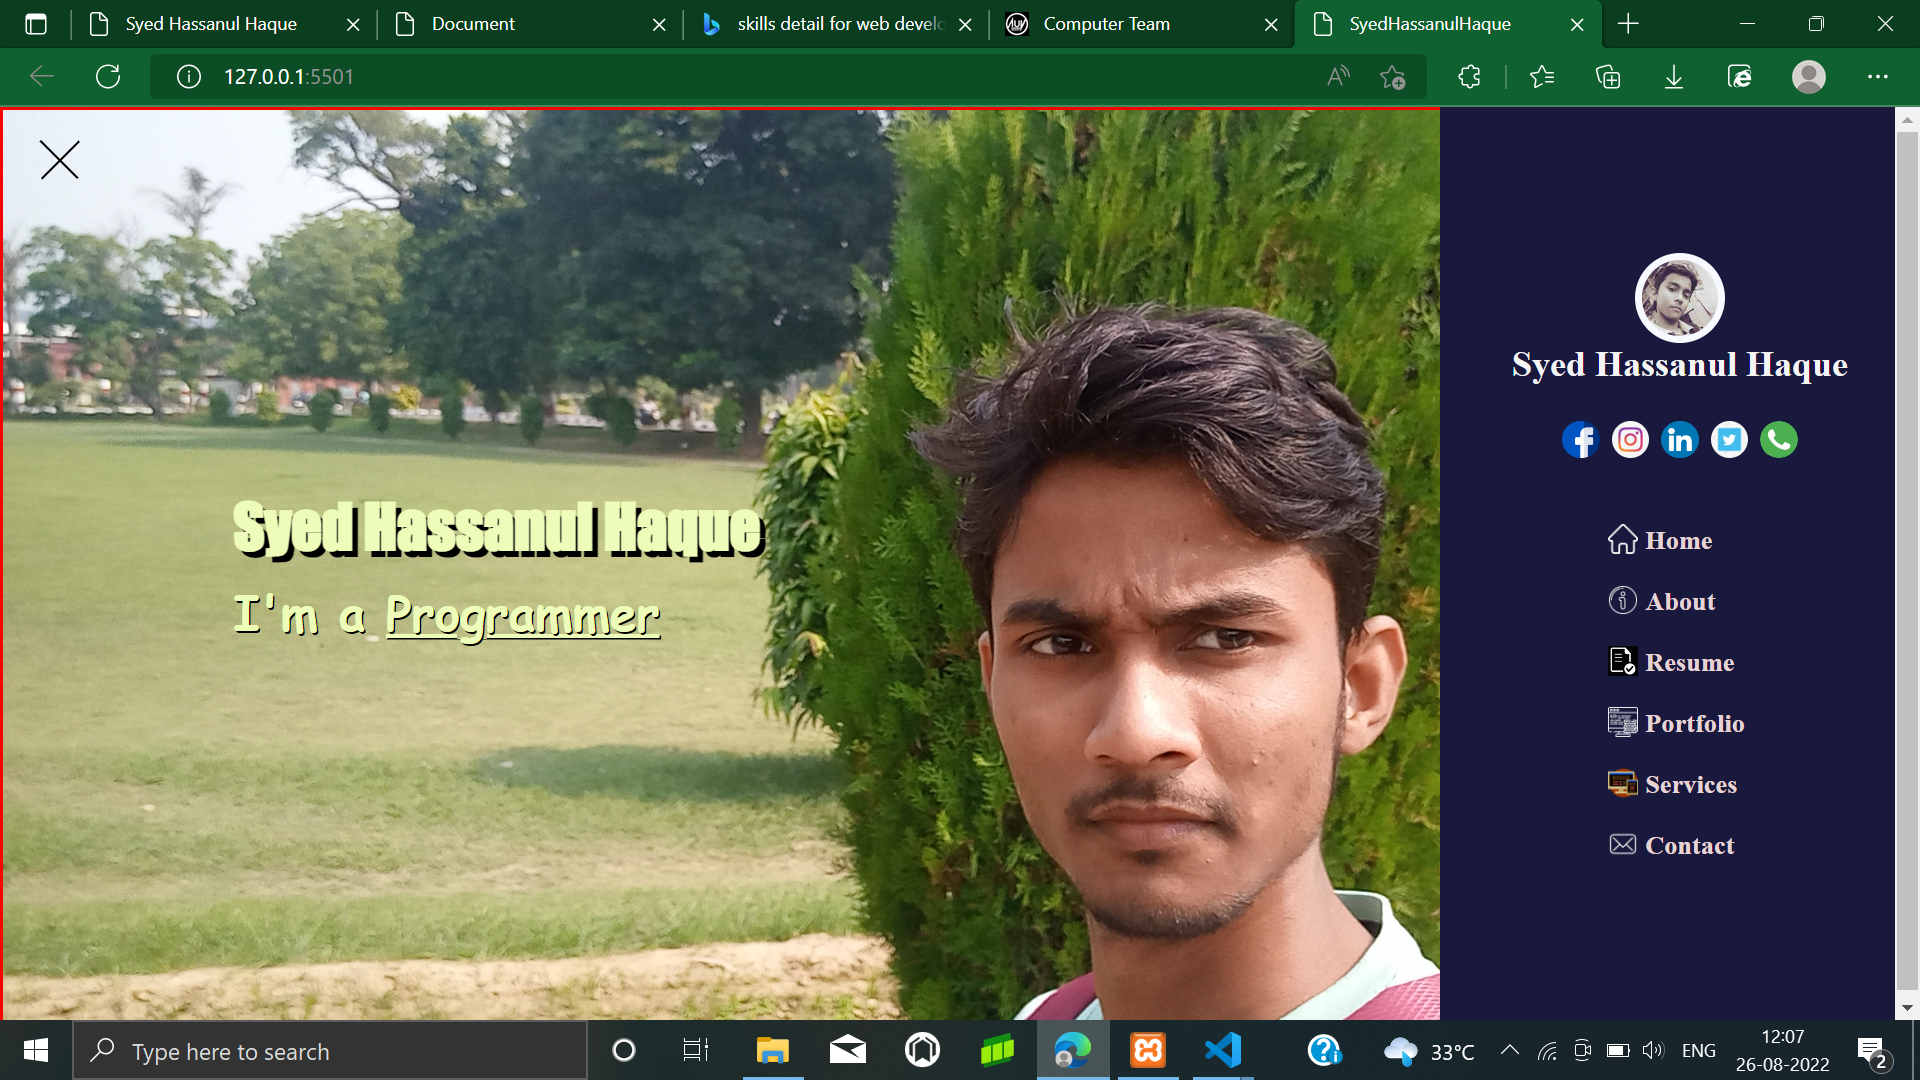 Syed Hassanul Haque
Document
skills detail for web develo
Computer Team
SyedHassanulHaque
127.0.0.1:5501
Syed Hassanul Haque
I'm a Programmer
Syed Hassanul Haque
Home
About
Resume
Portfolio
Services
Contact
Type here to search
33°C
ENG
12:07
26-08-2022
2